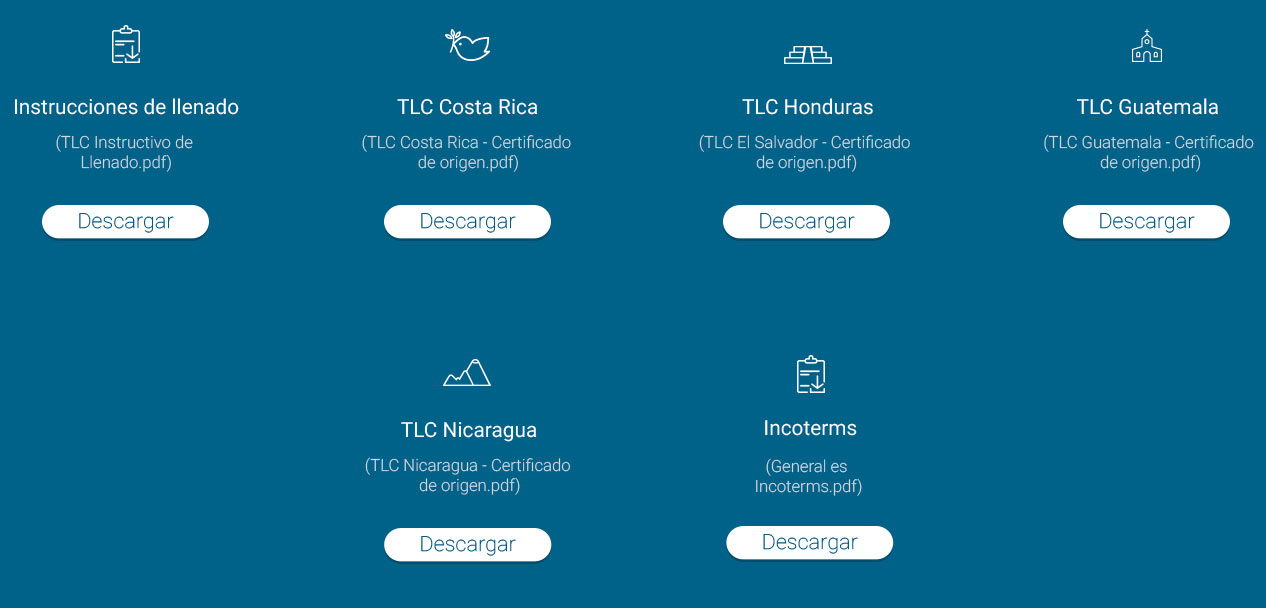 Instrucciones de llenado
(TLC Instructivo de
Llenado.pdf)
Descargar
TLC Costa Rica
(TLC Costa Rica - Certificado
de origen.pdf)
Descargar
TLC Honduras
(TLC El Salvador - Certificado
de origen.pdf)
Descargar
TLC Guatemala
(TLC Guatemala - Certificado
de origen.pdf)
Descargar
TLC Nicaragua
(TLC Nicaragua - Certificado
de origen.pdf)
Descargar
Incoterms
(General es
Incoterms.pdf)
Descargar